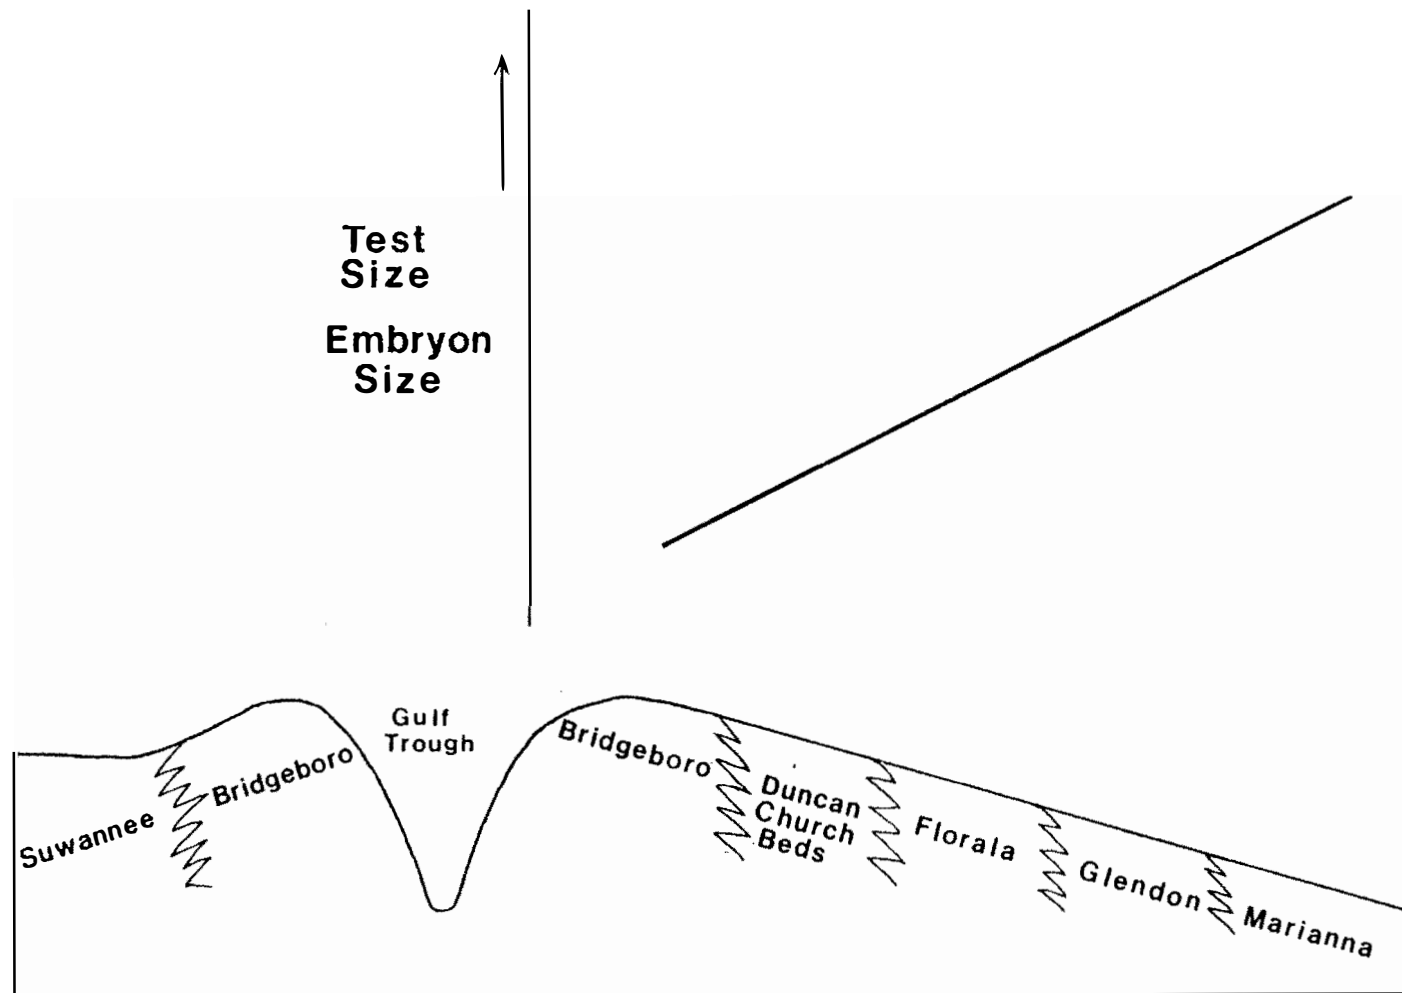 Test
Size
Embryon
Size
Gulf
Trough
Suwannee
Bridgeboro
Bridgeboro
Duncan
Church
Beds
Florala
Glendon
Marianna